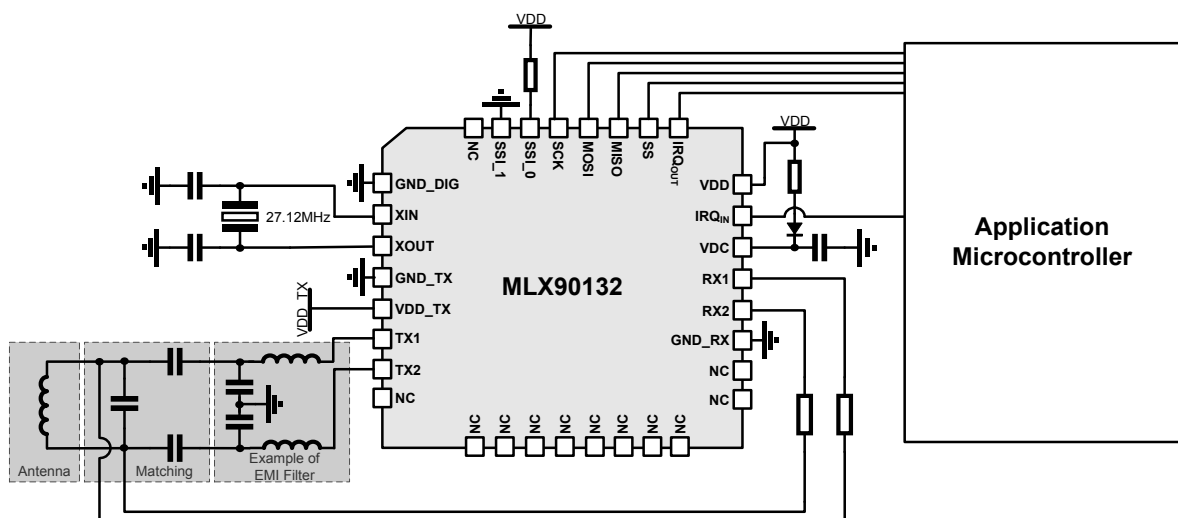 VDD
NC
SSI_1
SSI_0
SCK
MOSI
MISO
SS
IRQOUT
VDD
GND_DIG
XIN
XOUT
GND_TX
VDD_TX
TX1
TX2
NC
27.12MHz
VDD_TX
MLX90132
VDD
IRQIN
VDC
RX1
RX2
GND_RX
NC
NC
NC
NC
NC
NC
NC
NC
NC
NC
Application
Microcontroller
Antenna
Matching
Example of
EMI Filter